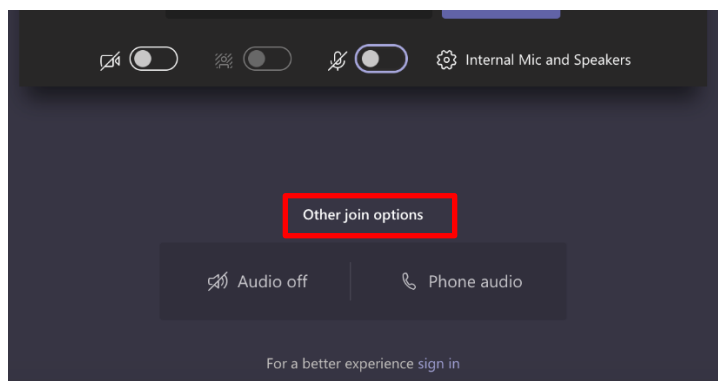 Internal Mic and Speakers
Other join options
Audio off
Phone audio
For a better experience sign in